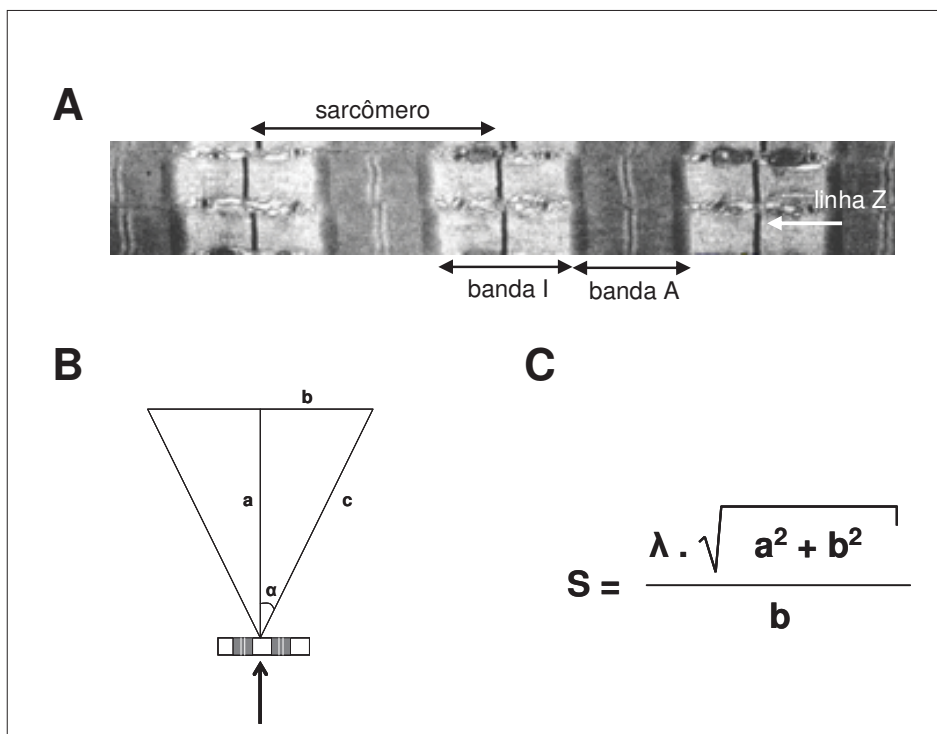 A
sarcômero
linha Z
banda I
banda A
B
b
a
c
α
C
S = λ . √ a² + b² / b